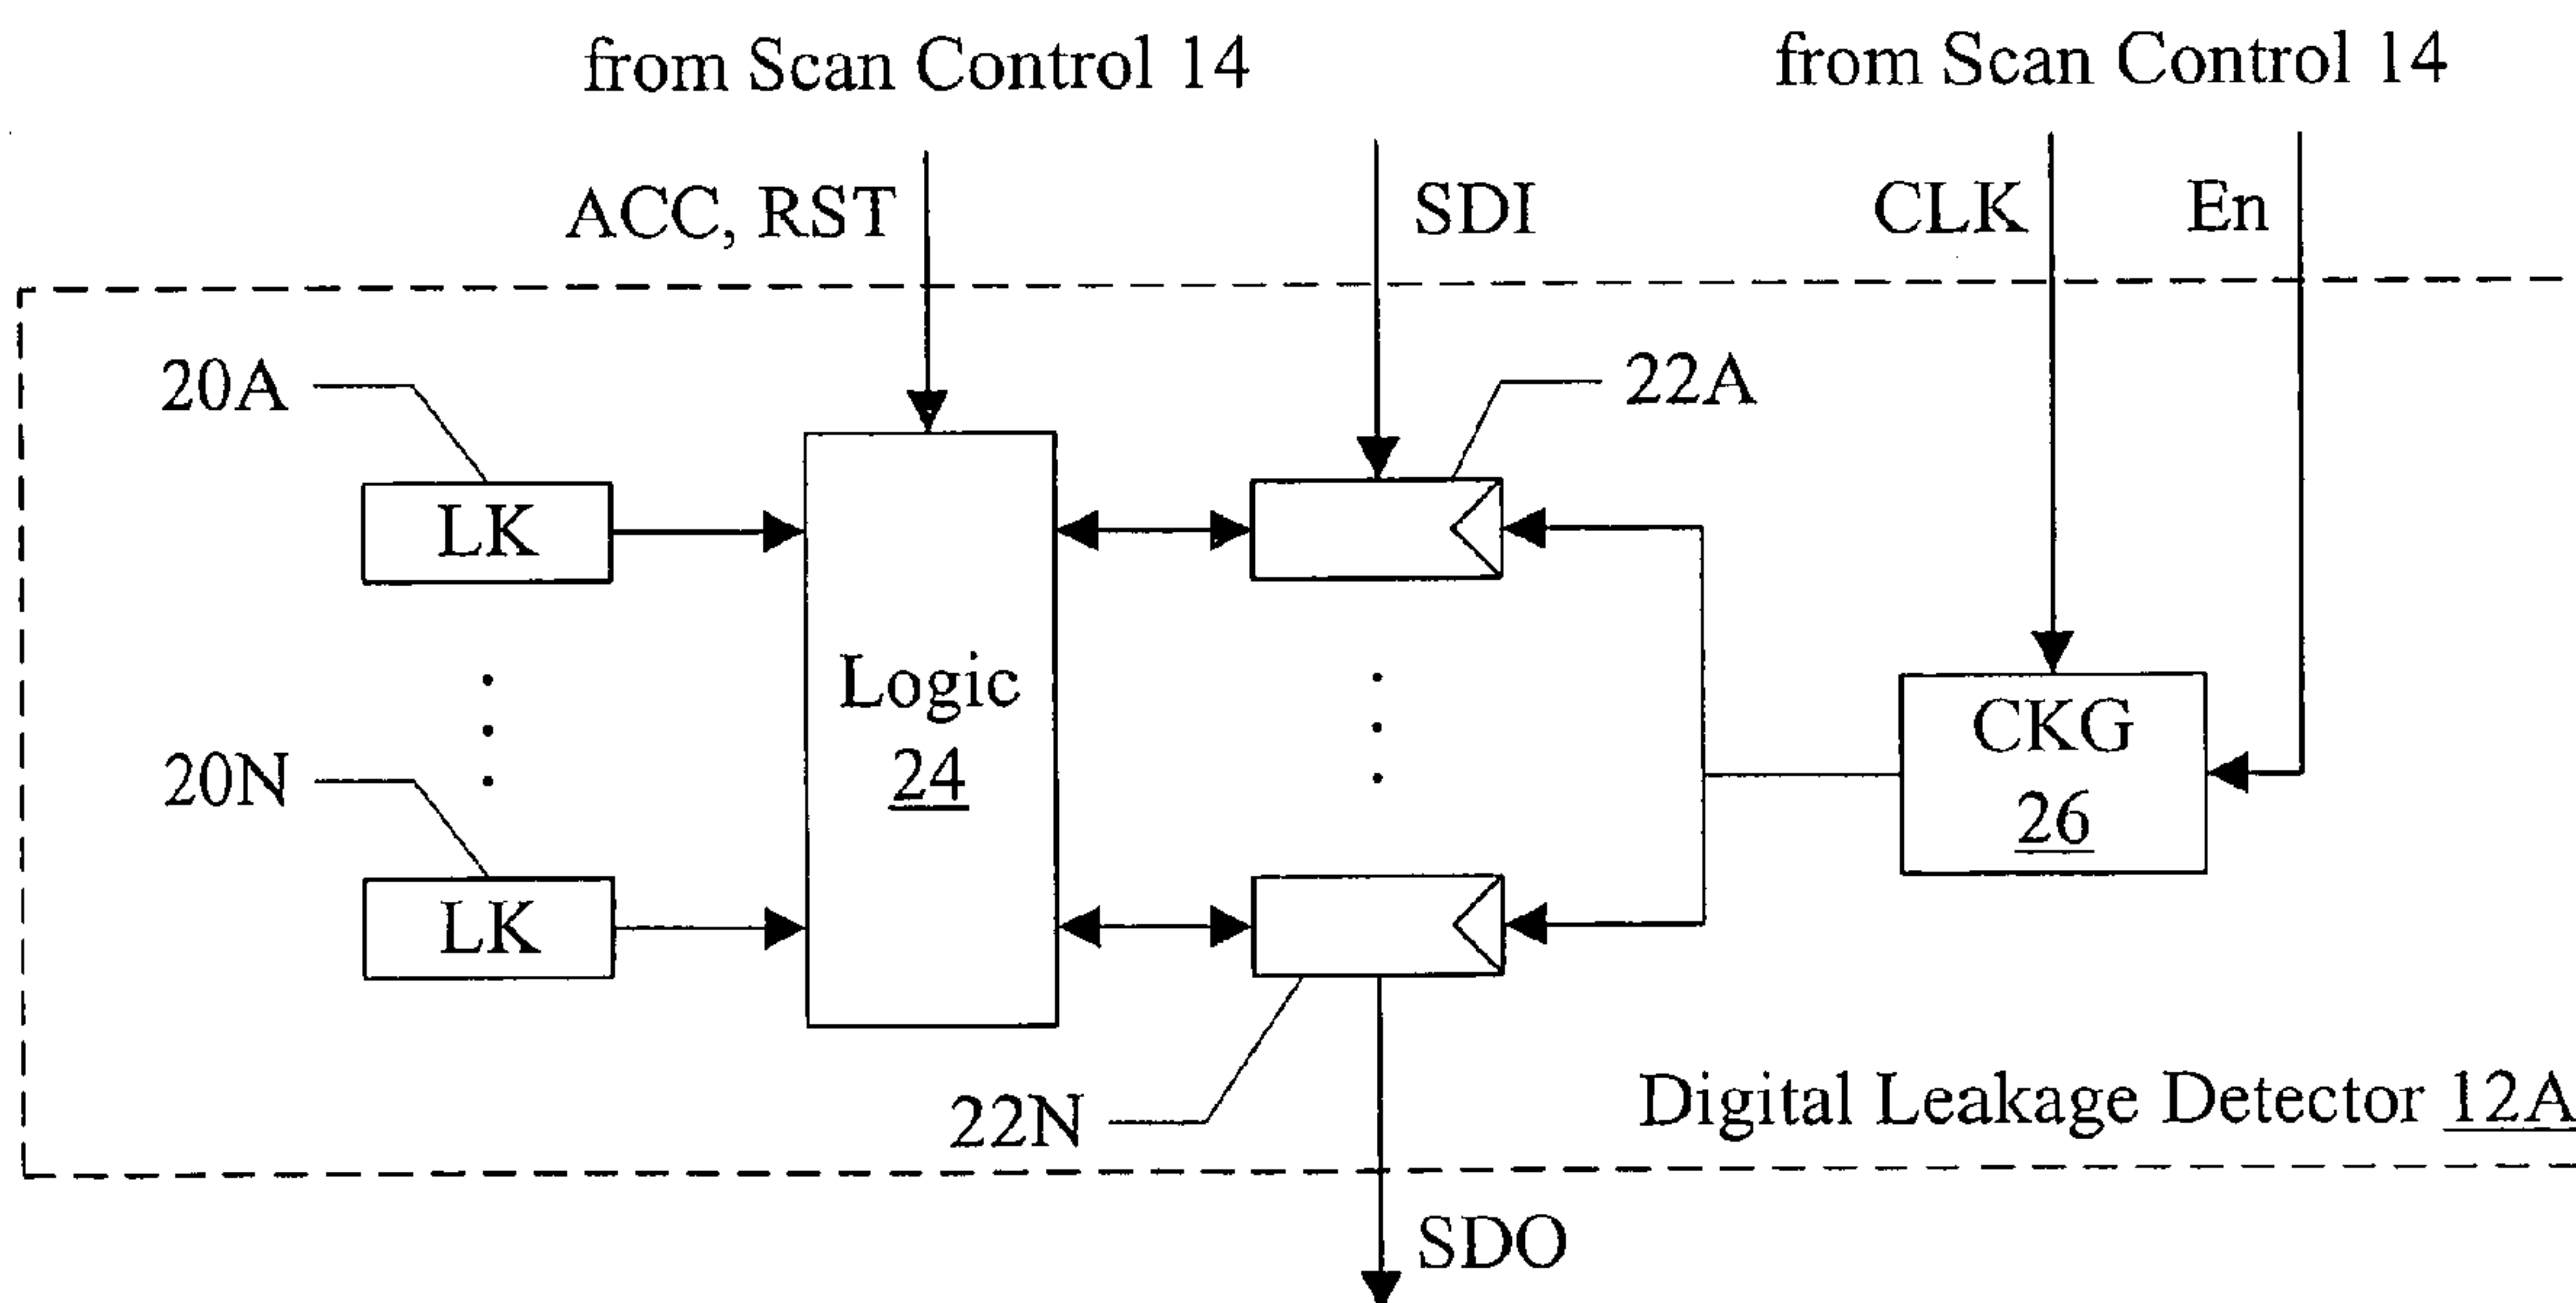 from Scan Control 14
from Scan Control 14
ACC, RST
SDI
CLK
En
20A
22A
LK
Logic
24
CKG
26
20N
LK
22N
Digital Leakage Detector 12A
SDO